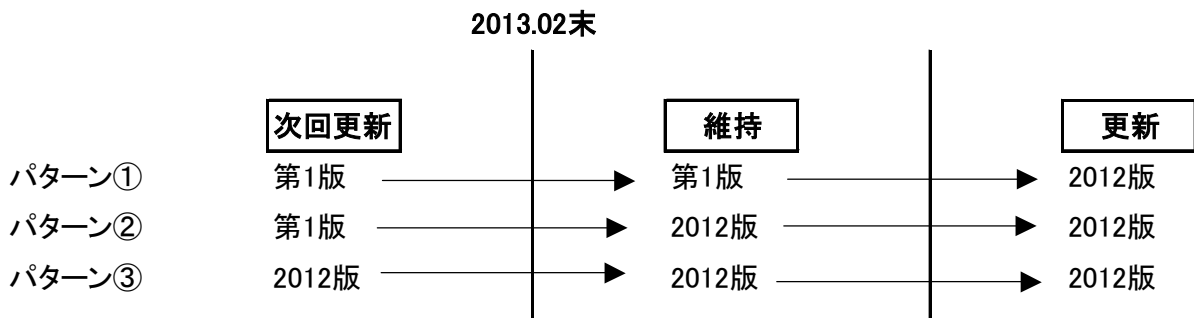 2013.02末
次回更新 維持 更新
パターン① 第1版 第1版 2012版
パターン② 第1版 2012版 2012版
パターン③ 2012版 2012版 2012版